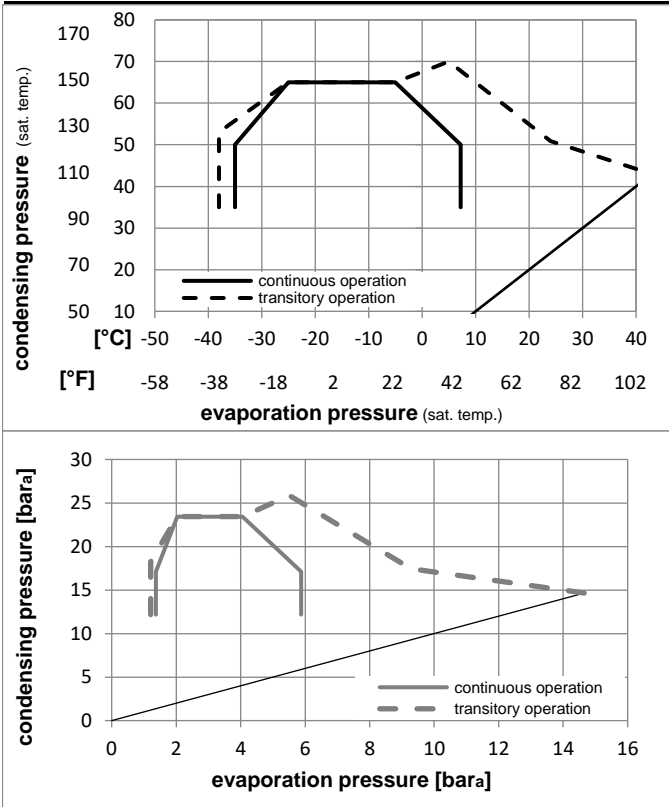 condensing pressure (sat. temp.)
170 80
70
150 60
130 50
110 40
90 30
70 20
50 10
continuous operation
transitory operation
[°C] -50 -40 -30 -20 -10 0 10 20 30 40
[°F] -58 -38 -18 2 22 42 62 82 102
evaporation pressure (sat. temp.)
condensing pressure [bara]
30
25
20
15
10
5
0
continuous operation
transitory operation
0 2 4 6 8 10 12 14 16
evaporation pressure [bara]